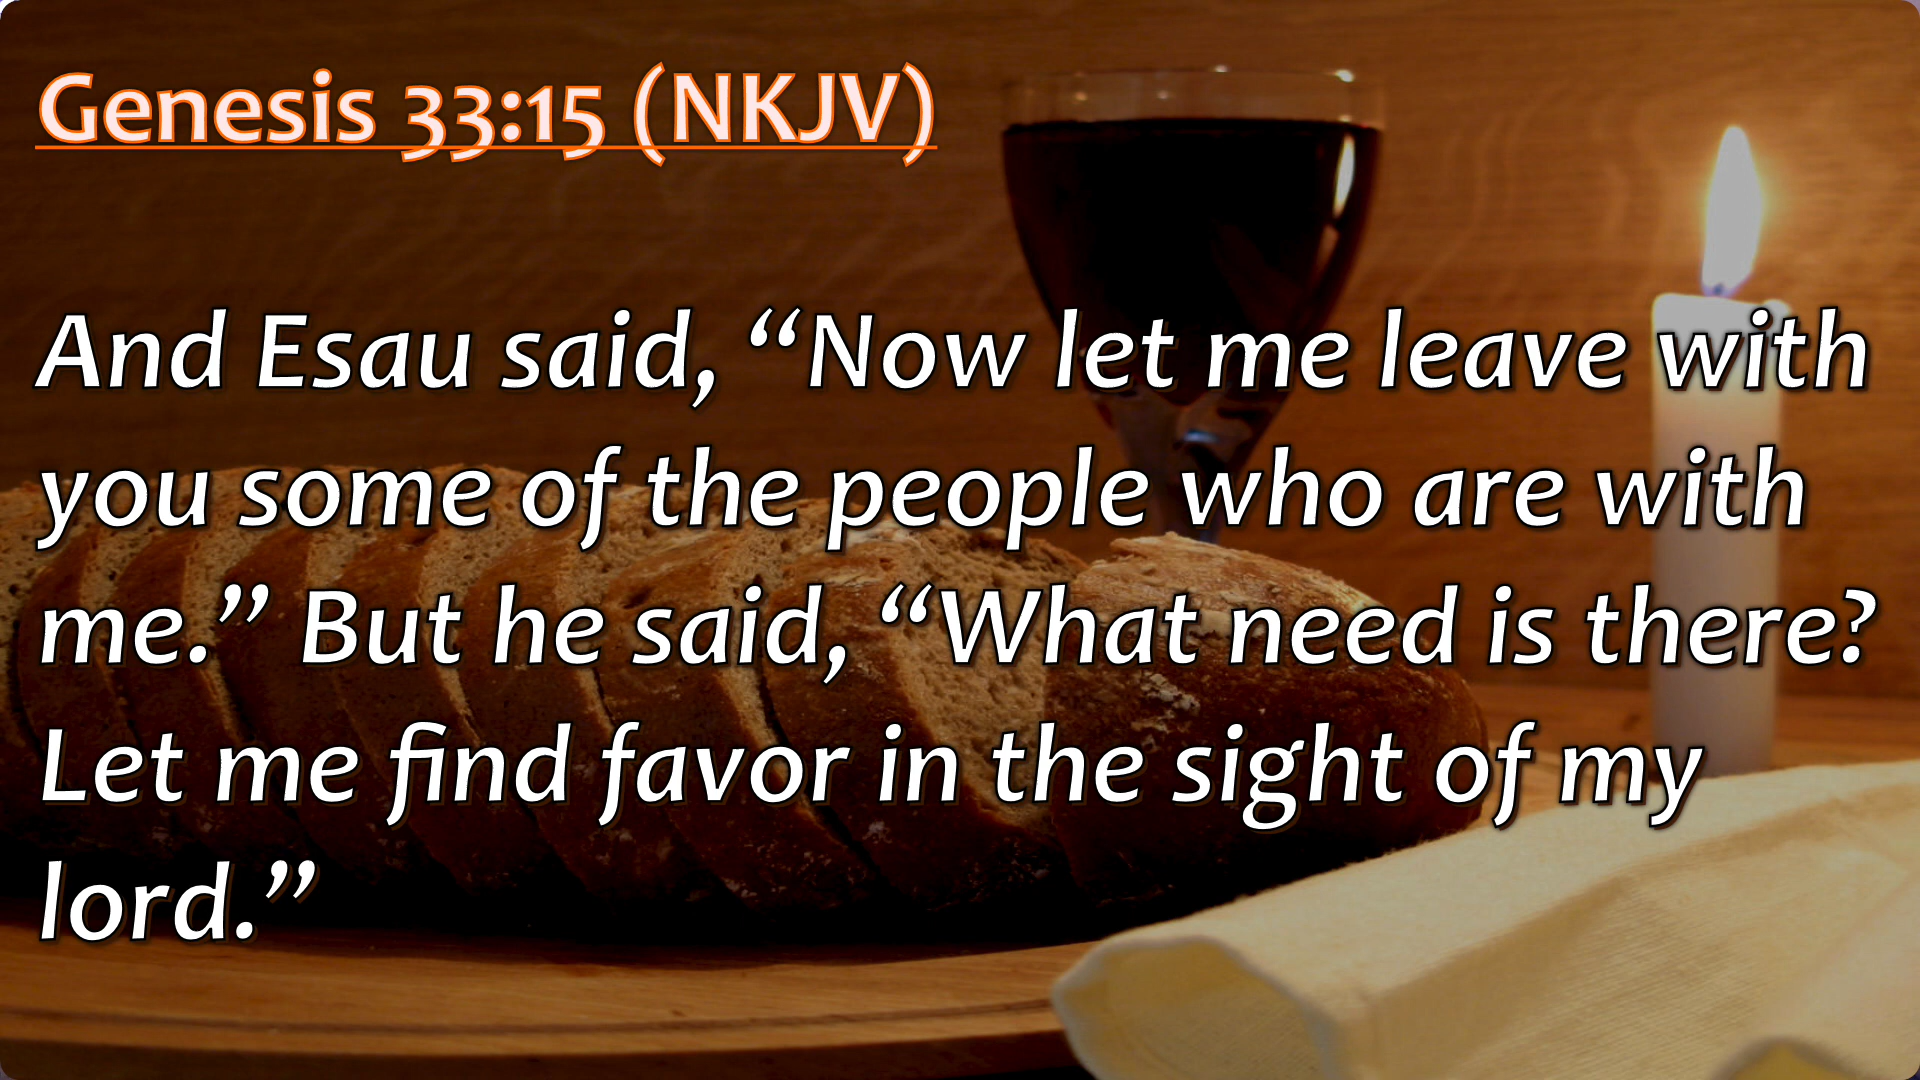 Genesis 33:15 (NKJV)
And Esau said, “Now let me leave with
you some of the people who are with
me.” But he said, “What need is there?
Let me find favor in the sight of my
lord.”